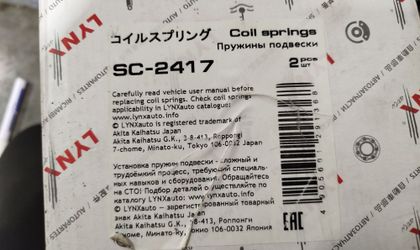 LYNX
コイルスプリング Coil springs
Пружины подвески
SC-2417
2 pcs
шт
Carefully read vehicle user manual before
replacing coil springs. Check coil springs
applicability in LYNXauto catalogue:
www.lynxauto.info
© LYNXauto is registered trademark of
Akita Kaihatsu Japan
Akita Kaihatsu G.K., 3-8-413, Roppongi
7-chome, Minato-ku, Tokyo 106-0032 Japan
Установка пружин подвески - сложный и
трудоёмкий процесс, требующий специаль-
ных навыков и оборудования. Обращайтесь
на СТО! Подбор деталей осуществляйте по
каталогу LYNXauto: www.lynxauto.info
© LYNXauto - зарегистрированный товарный
знак Akita Kaihatsu Japan
Akita Kaihatsu G.K., 3-8-413, Роппонги
7-chome, Минато-ку, Токио 106-0032 Япония
EAC
LYNX
AUTOPARTES